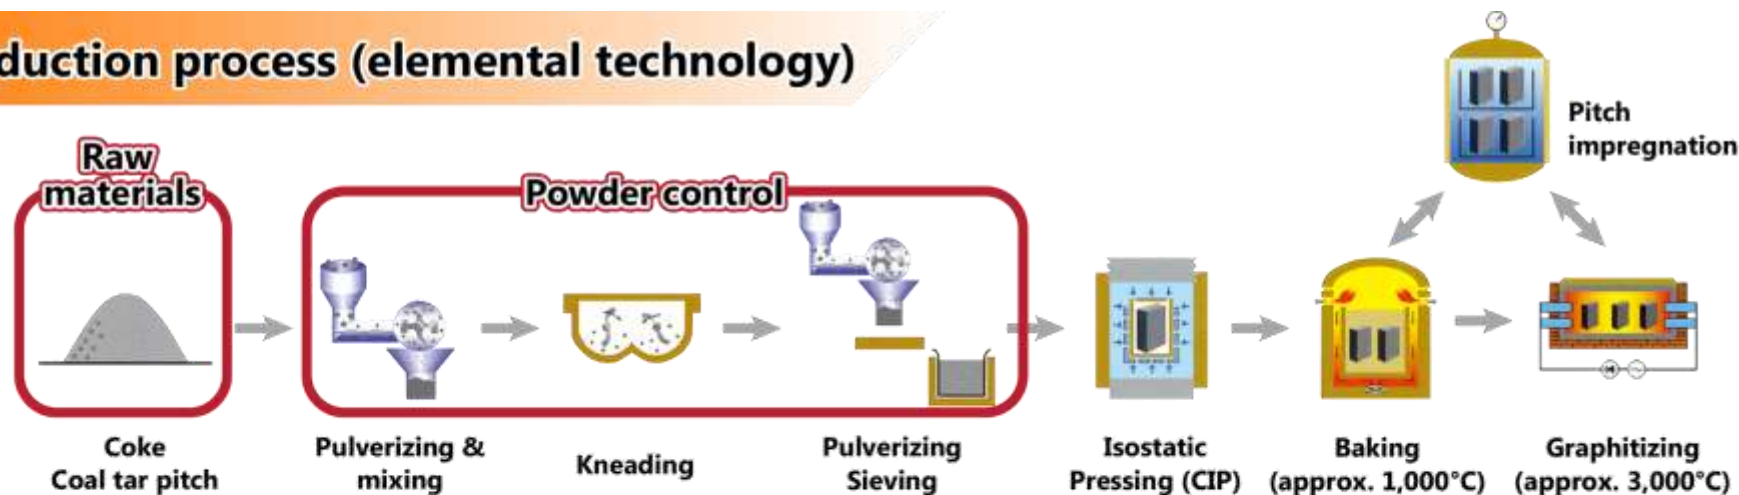 duction process (elemental technology)
Pitch
impregnation
Raw
materials
Powder control
Coke
Coal tar pitch
Pulverizing &
mixing
Kneading
Pulverizing
Sieving
Isostatic
Pressing (CIP)
Baking
(approx. 1,000°C)
Graphitizing
(approx. 3,000°C)